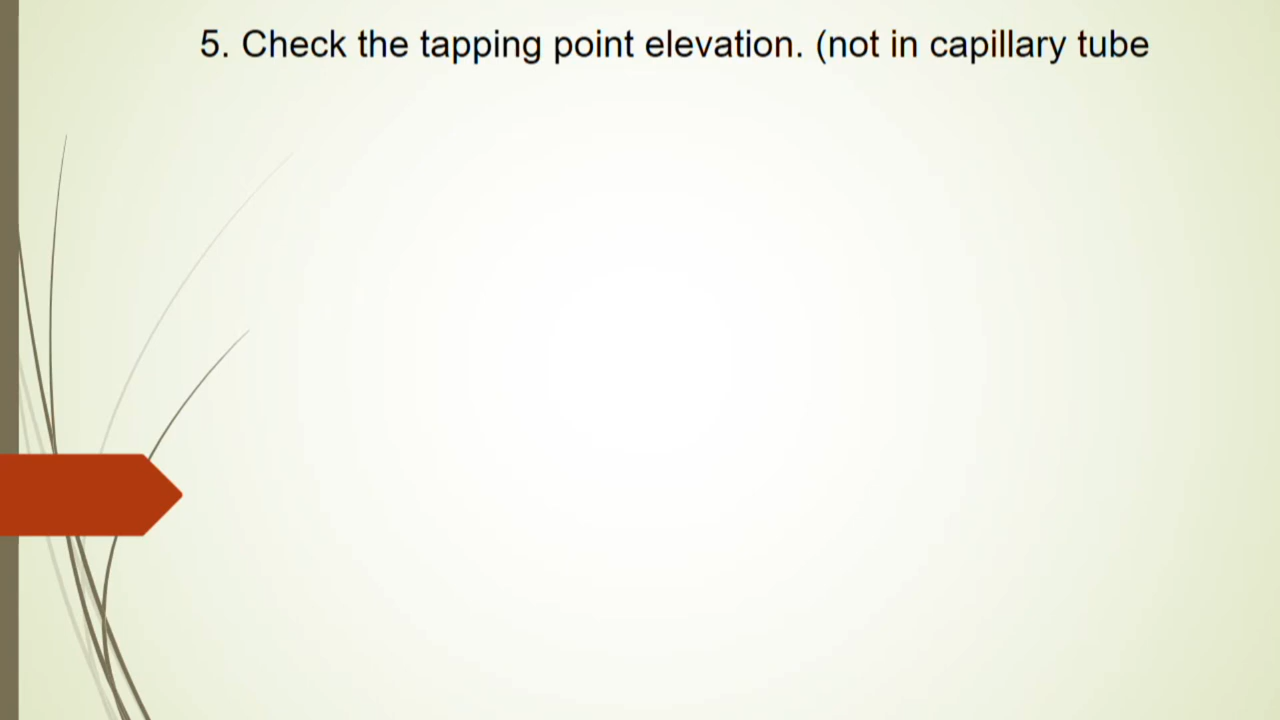 5. Check the tapping point elevation. (not in capillary tube